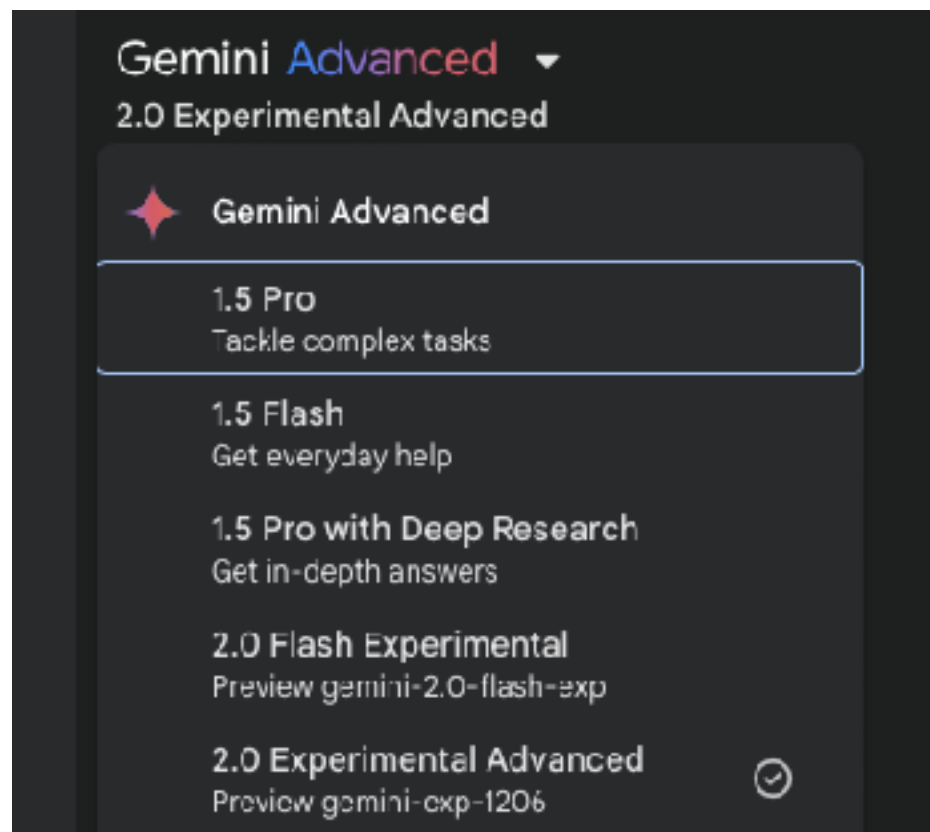 Gemini Advanced
2.0 Experimental Advanced
Gemini Advanced
1.5 Pro
Tackle complex tasks
1.5 Flash
Get everyday help
1.5 Pro with Deep Research
Get in-depth answers
2.0 Flash Experimental
Preview gemini-2.0-flash-exp
2.0 Experimental Advanced
Preview gemini-exp-1206